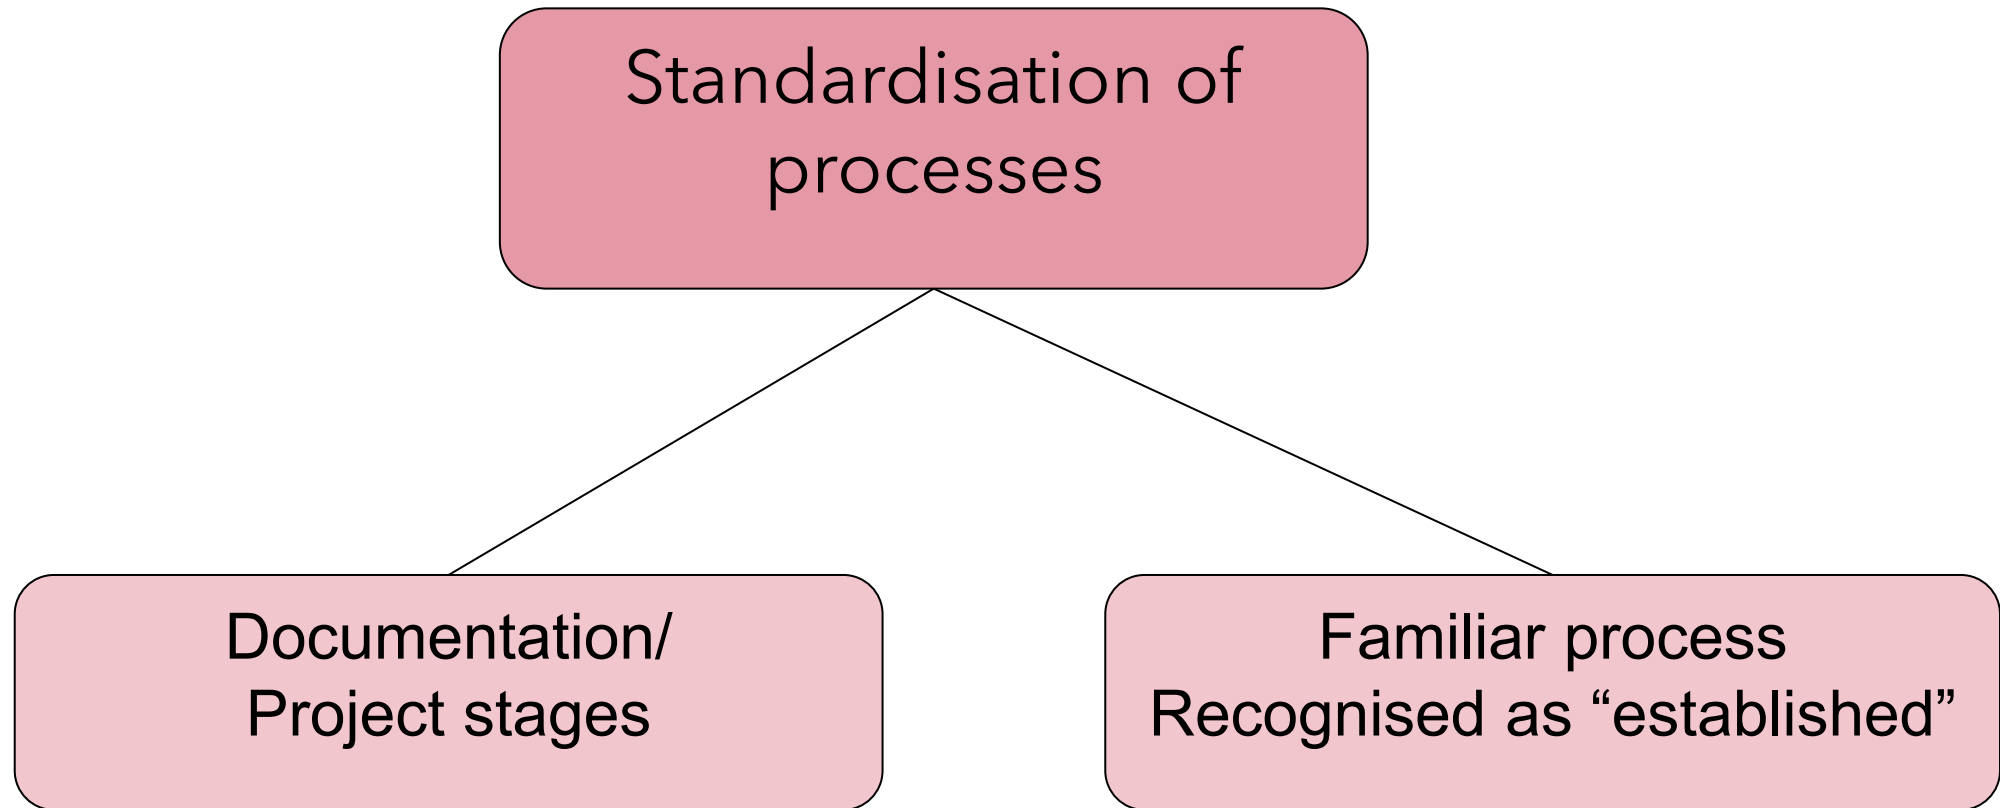 Standardisation of
processes
Documentation/
Project stages
Familiar process
Recognised as “established”